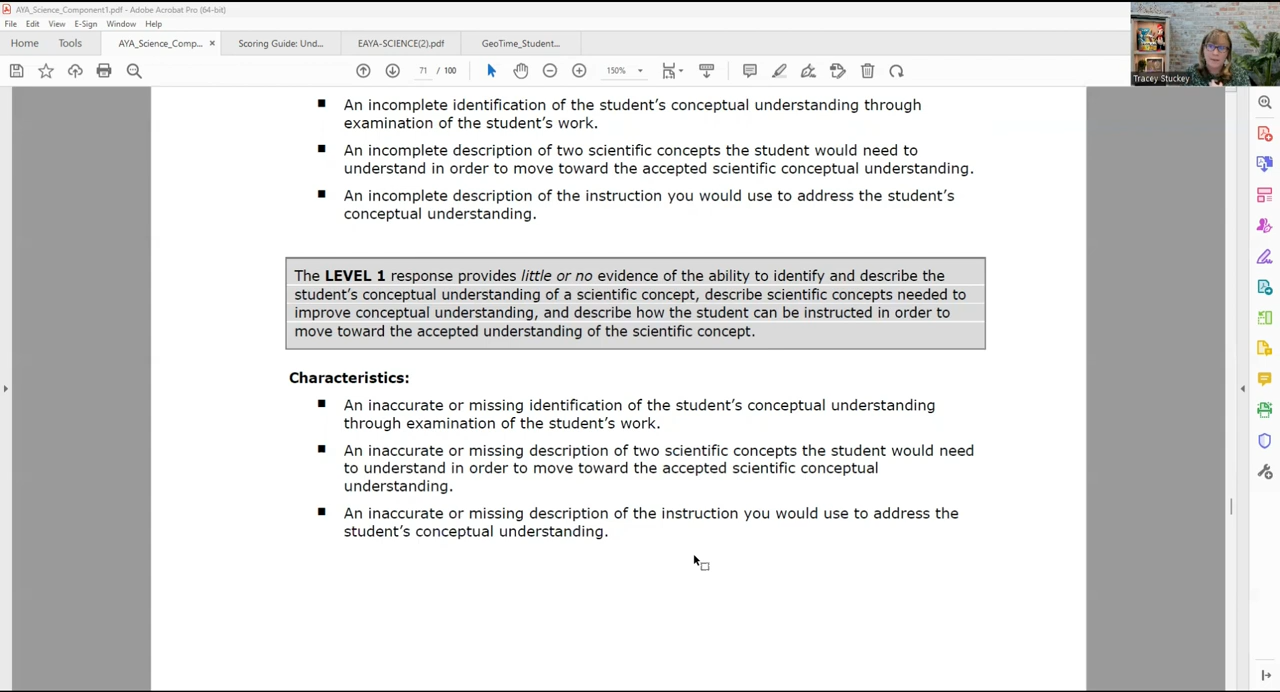 AYA_Science_Component1.pdf - Adobe Acrobat Pro (64-bit)
File Edit View E-Sign Window Help
Home Tools AYA_Science_Comp... × Scoring Guide: Und... EAYA-SCIENCE(2).pdf GeoTime_Student...
71 / 100 150%
Tracey Stuckey
■ An incomplete identification of the student's conceptual understanding through
examination of the student's work.
■ An incomplete description of two scientific concepts the student would need to
understand in order to move toward the accepted scientific conceptual understanding.
■ An incomplete description of the instruction you would use to address the student's
conceptual understanding.
The LEVEL 1 response provides little or no evidence of the ability to identify and describe the
student's conceptual understanding of a scientific concept, describe scientific concepts needed to
improve conceptual understanding, and describe how the student can be instructed in order to
move toward the accepted understanding of the scientific concept.
Characteristics:
■ An inaccurate or missing identification of the student's conceptual understanding
through examination of the student's work.
■ An inaccurate or missing description of two scientific concepts the student would need
to understand in order to move toward the accepted scientific conceptual
understanding.
■ An inaccurate or missing description of the instruction you would use to address the
student's conceptual understanding.